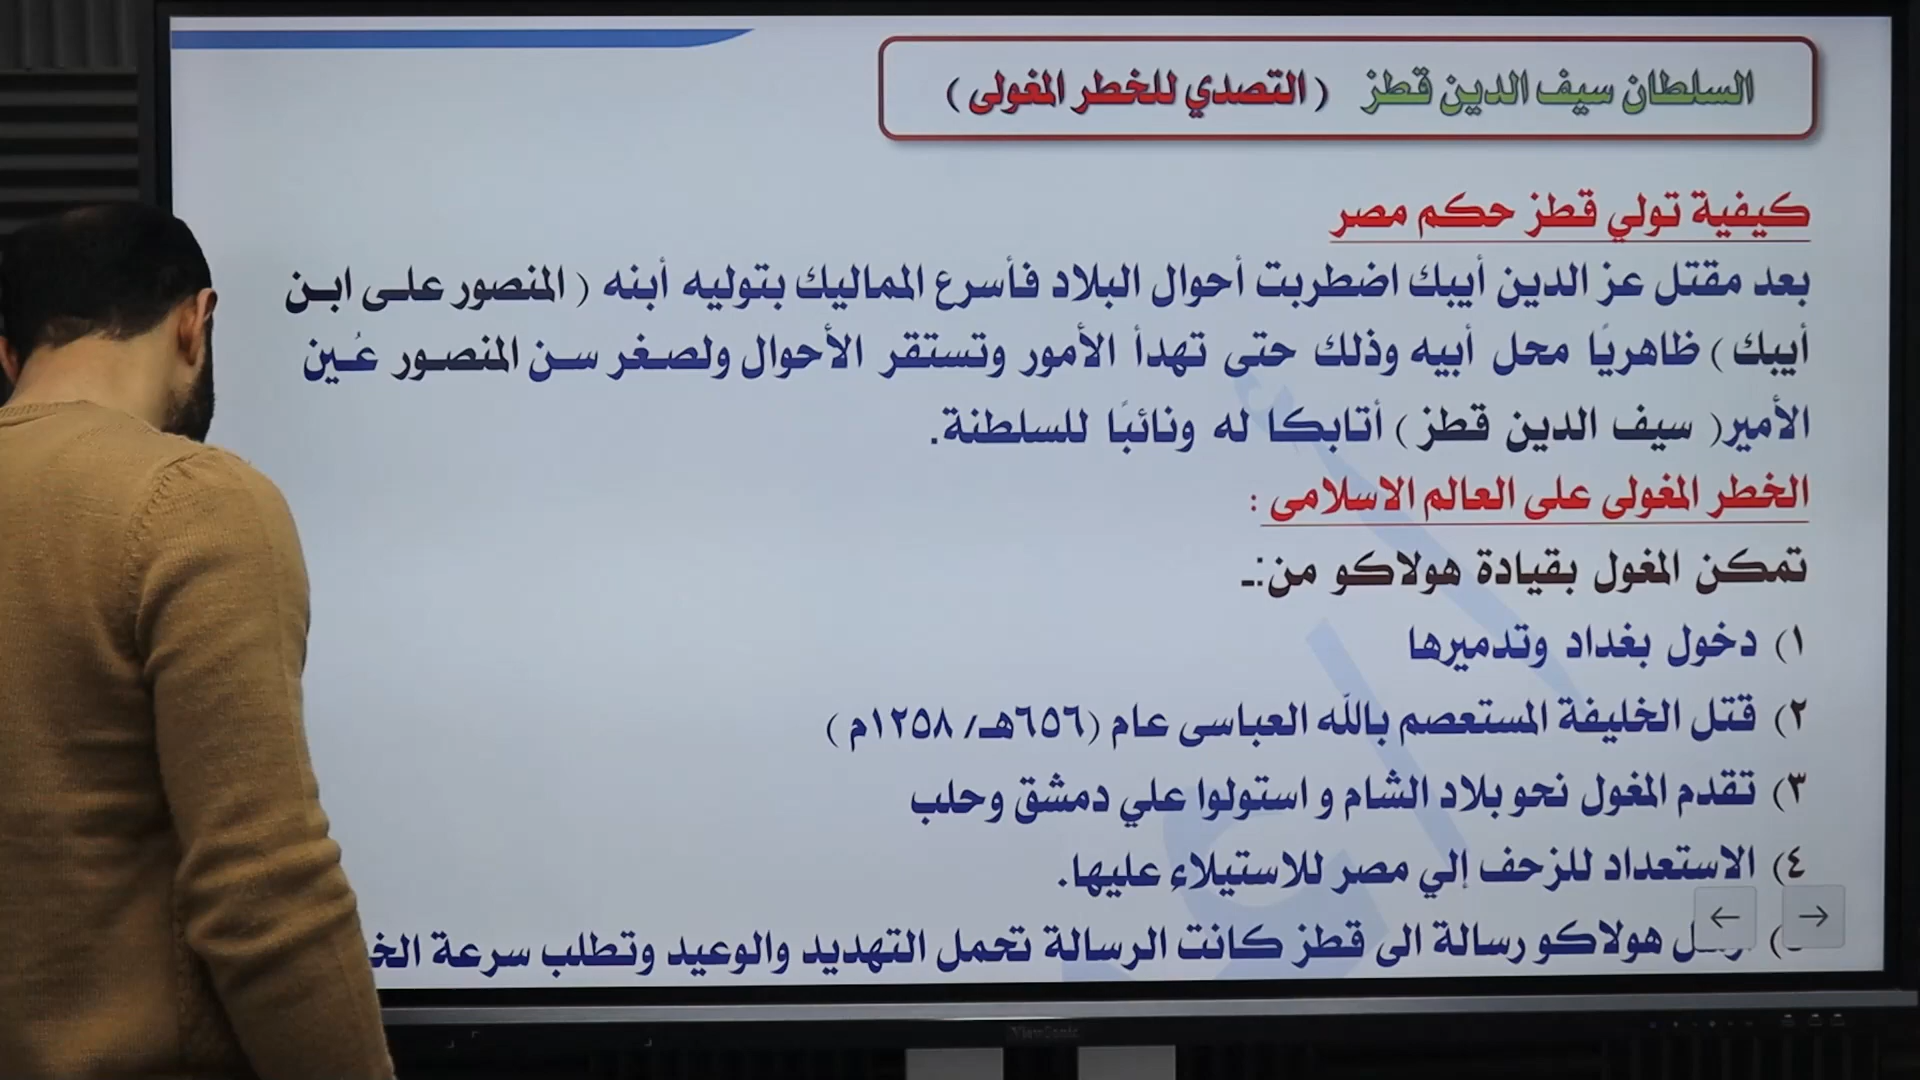 السلطان سيف الدين قطز ( التصدي للخطر المغولى )
كيفية تولي قطز حكم مصر
بعد مقتل عز الدين أيبك اضطربت أحوال البلاد فأسرع المماليك بتوليه أبنه ( المنصور على ابن
أيبك ) ظاهريًا محل أبيه وذلك حتى تهدأ الأمور وتستقر الأحوال ولصغر سن المنصور عُين
الأمير( سيف الدين قطز ) أتابكا له ونائبًا للسلطنة.
الخطر المغولى على العالم الاسلامى :
تمكن المغول بقيادة هولاكو من:ـ
١) دخول بغداد وتدميرها
٢) قتل الخليفة المستعصم بالله العباسى عام (٦٥٦هـ/ ١٢٥٨م )
٣) تقدم المغول نحو بلاد الشام و استولوا علي دمشق وحلب
٤) الاستعداد للزحف إلي مصر للاستيلاء عليها.
هولاكو رسالة الى قطز كانت الرسالة تحمل التهديد والوعيد وتطلب سرعة
ViewSonic